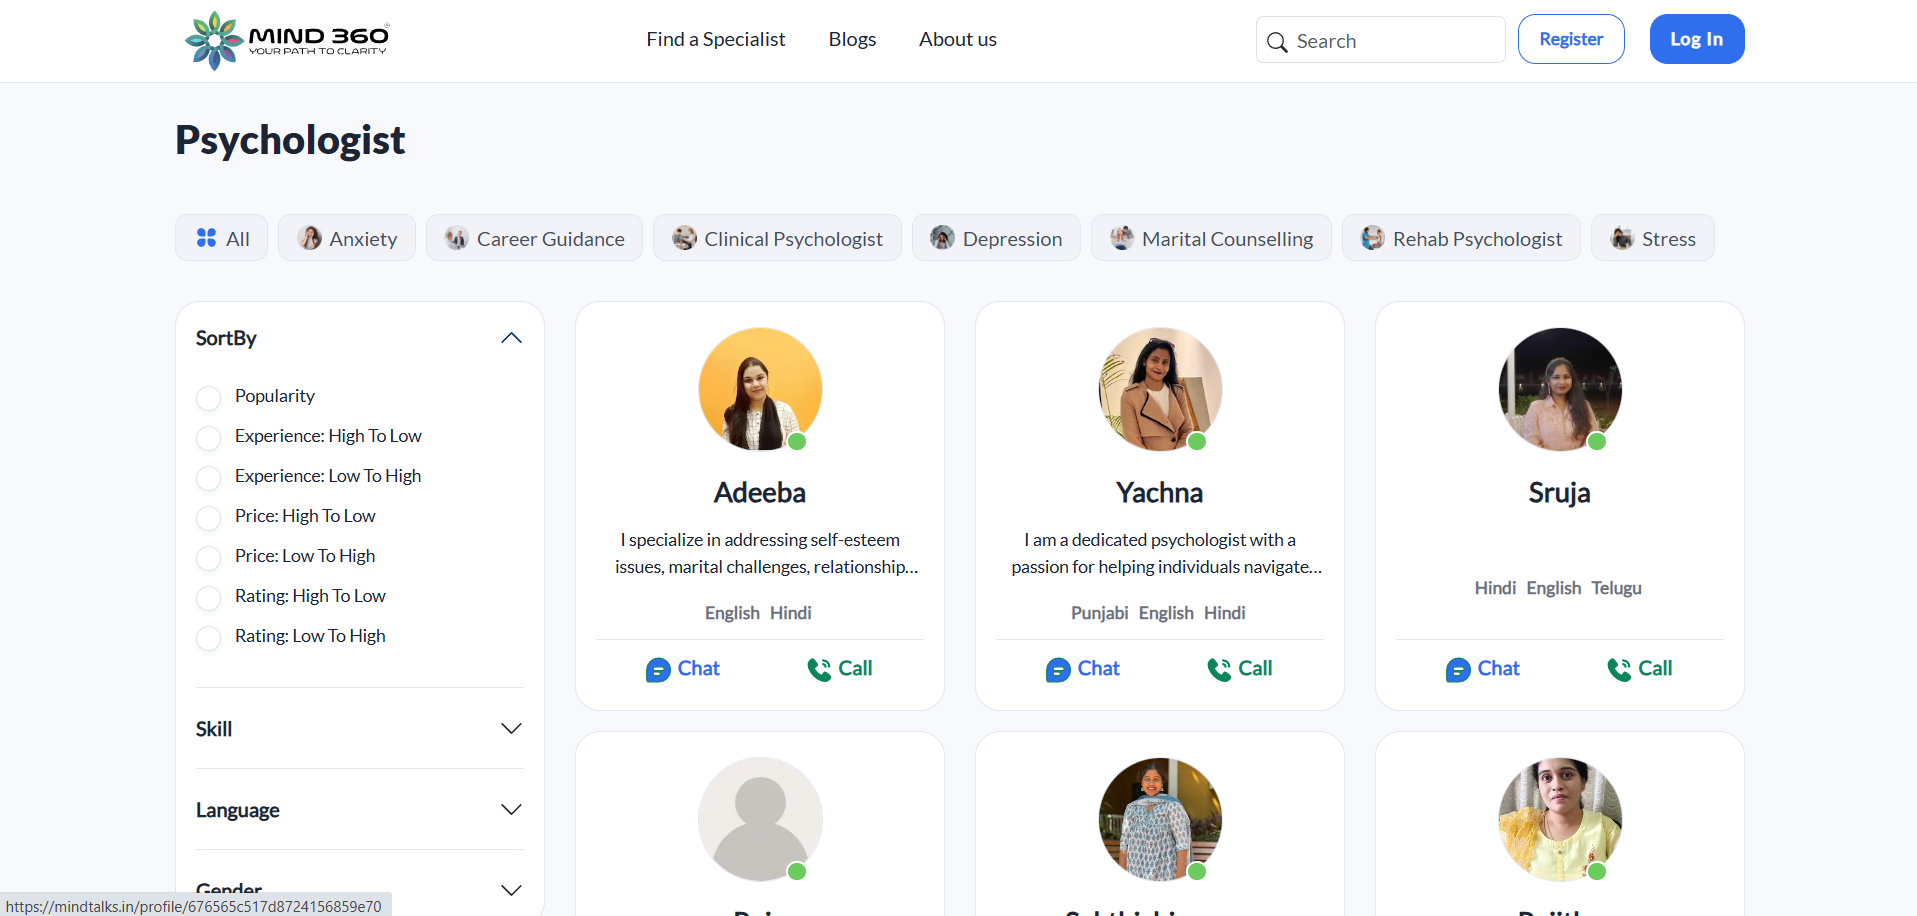 MIND 360
YOUR PATH TO CLARITY
Find a Specialist
Blogs
About us
Search
Register
Log In
Psychologist
All
Anxiety
Career Guidance
Clinical Psychologist
Depression
Marital Counselling
Rehab Psychologist
Stress
SortBy
Popularity
Experience: High To Low
Experience: Low To High
Price: High To Low
Price: Low To High
Rating: High To Low
Rating: Low To High
Skill
Language
Gender
Adeeba
I specialize in addressing self-esteem
issues, marital challenges, relationship...
English Hindi
Chat Call
Yachna
I am a dedicated psychologist with a
passion for helping individuals navigate...
Punjabi English Hindi
Chat Call
Sruja
Hindi English Telugu
Chat Call
https://mindtalks.in/profile/676565c517d8724156859e70